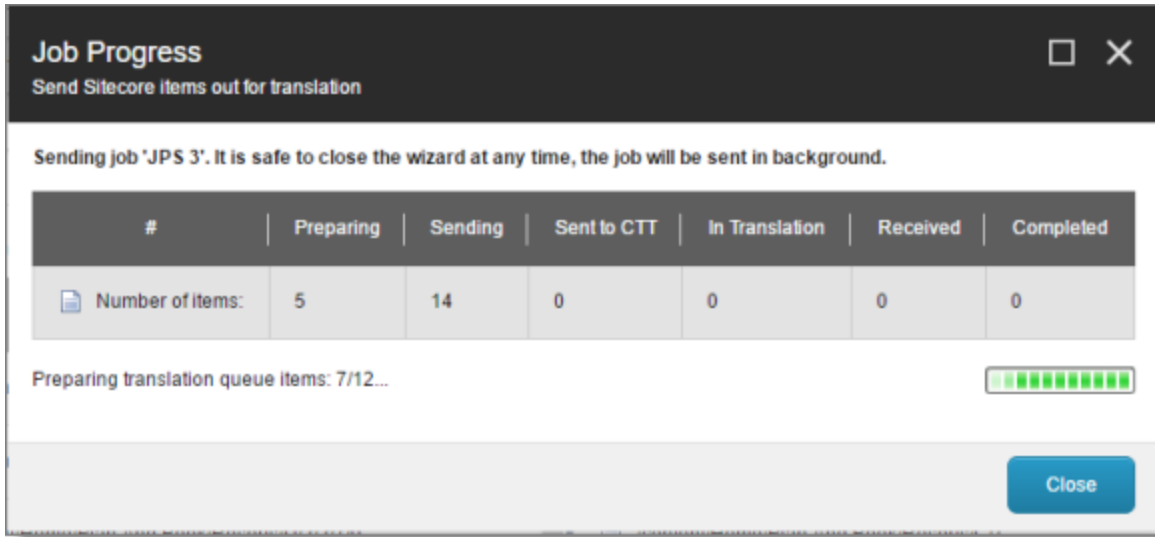 Job Progress
Send Sitecore items out for translation
Sending job 'JPS 3'. It is safe to close the wizard at any time, the job will be sent in background.
# Preparing Sending Sent to CTT In Translation Received Completed
Number of items: 5 14 0 0 0 0
Preparing translation queue items: 7/12...
Close